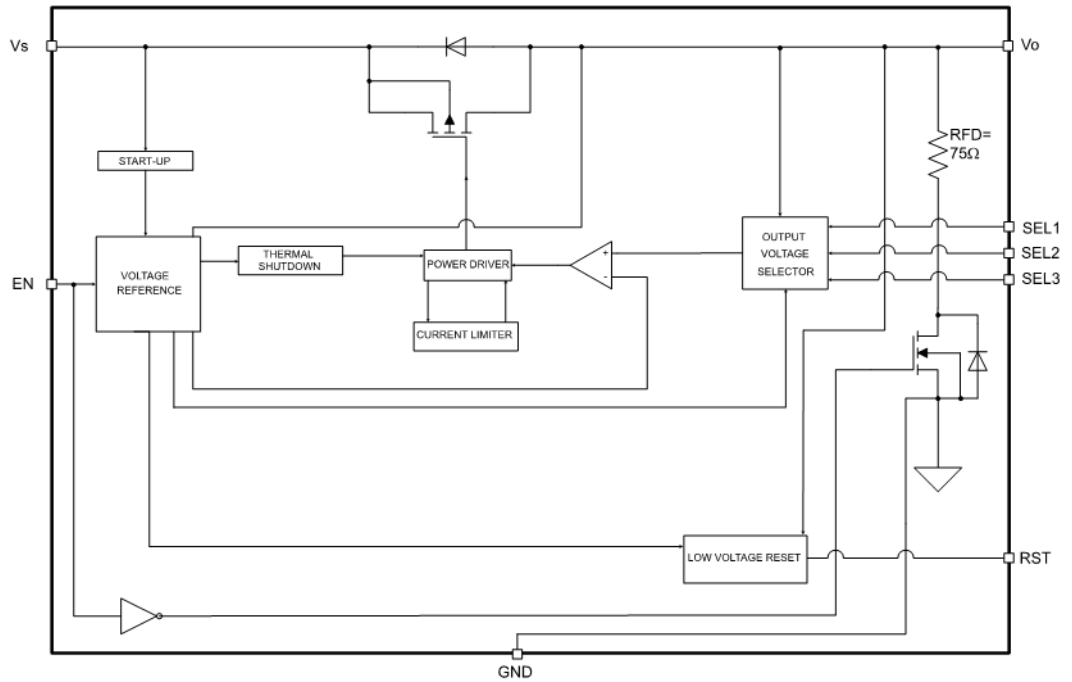 Vs
Vo
RFD=
75Ω
START-UP
SEL1
OUTPUT
VOLTAGE
SELECTOR
SEL2
SEL3
THERMAL
SHUTDOWN
POWER DRIVER
+
-
VOLTAGE
REFERENCE
EN
CURRENT LIMITER
LOW VOLTAGE RESET
RST
GND